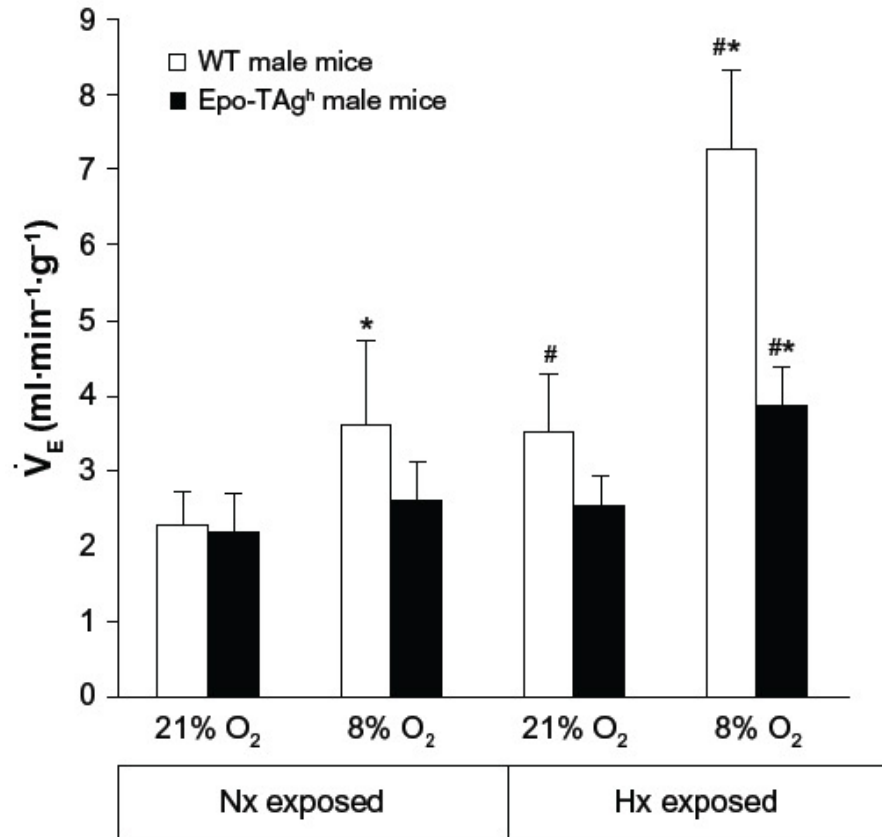 9
8
7
6
5
4
3
2
1
0
V̇E (ml·min⁻¹·g⁻¹)
WT male mice
Epo-TAgʰ male mice
*
#
#*
#*
21% O₂ 8% O₂ 21% O₂ 8% O₂
Nx exposed Hx exposed